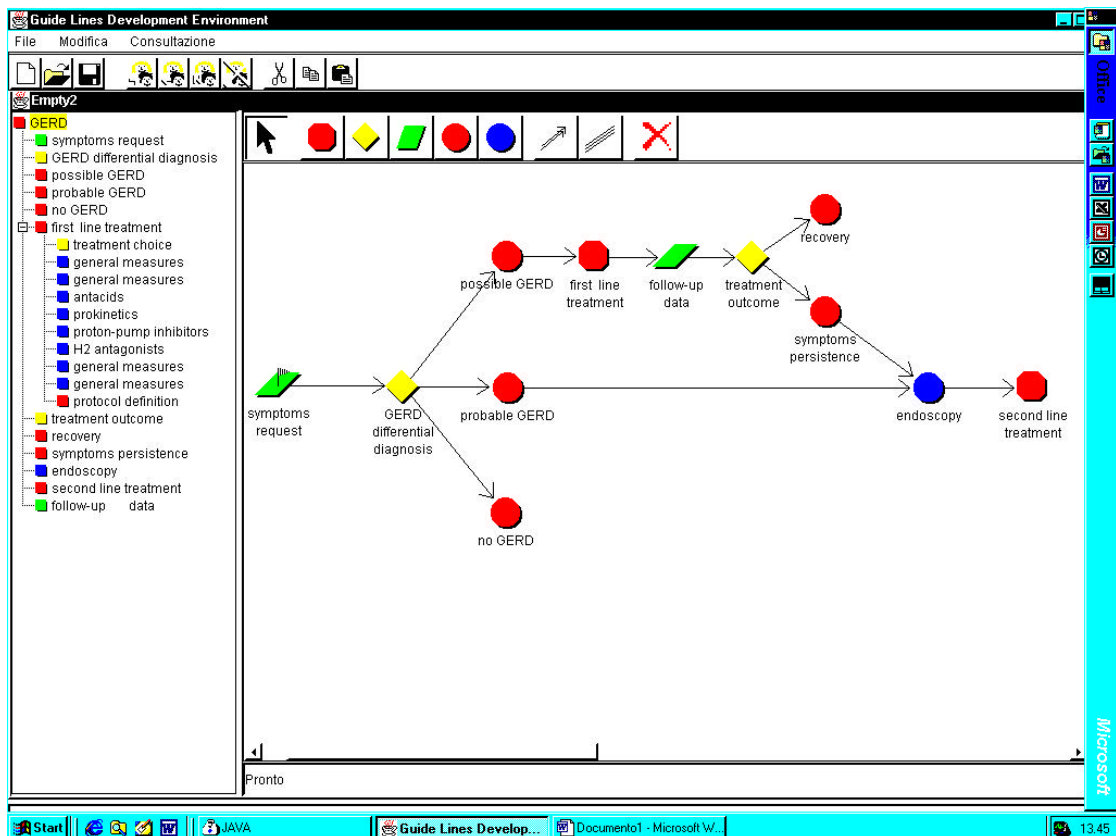 Guide Lines Development Environment
File Modifica Consultazione
Empty2
GERD
symptoms request
GERD differential diagnosis
possible GERD
probable GERD
no GERD
first line treatment
treatment choice
general measures
general measures
antacids
prokinetics
proton-pump inhibitors
H2 antagonists
general measures
general measures
protocol definition
treatment outcome
recovery
symptoms persistence
endoscopy
second line treatment
follow-up data
recovery
possible GERD
first line
treatment
follow-up
data
treatment
outcome
symptoms
persistence
symptoms
request
GERD
differential
diagnosis
probable GERD
endoscopy
second line
treatment
no GERD
Pronto
Office
Microsoft
Start
JAVA
Guide Lines Develop...
Documento1 - Microsoft W...
13.45